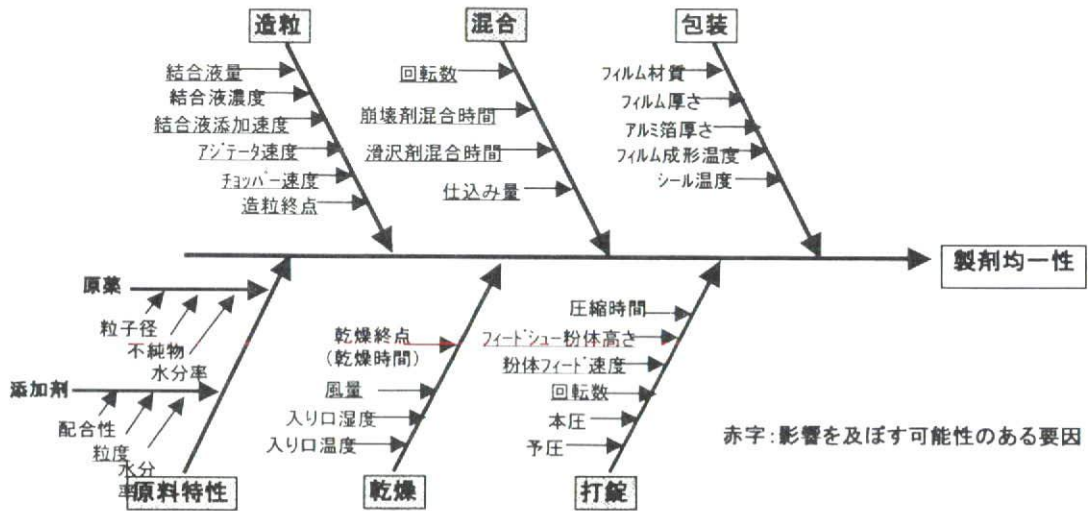 造粒
混合
包装
結合液量
結合液濃度
結合液添加速度
アジテータ速度
チョッパー速度
造粒終点
回転数
崩壊剤混合時間
滑沢剤混合時間
仕込み量
フィルム材質
フィルム厚さ
アルミ箔厚さ
フィルム成形温度
シール温度
製剤均一性
原薬
粒子径
不純物
水分率
添加剤
配合性
粒度
水分
率
原料特性
乾燥終点
(乾燥時間)
風量
入り口湿度
入り口温度
乾燥
圧縮時間
フィードシュー粉体高さ
粉体フィード速度
回転数
本圧
予圧
打錠
赤字:影響を及ぼす可能性のある要因